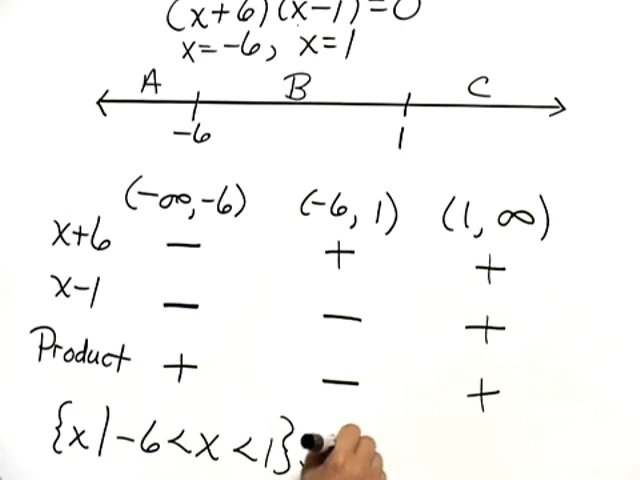 (x+6)(x-1)=0
x=-6, x=1
A B C
-6 1
(-∞,-6) (-6, 1) (1, ∞)
x+6 - + +
x-1 - - +
Product + - +
{x|-6<x<1},